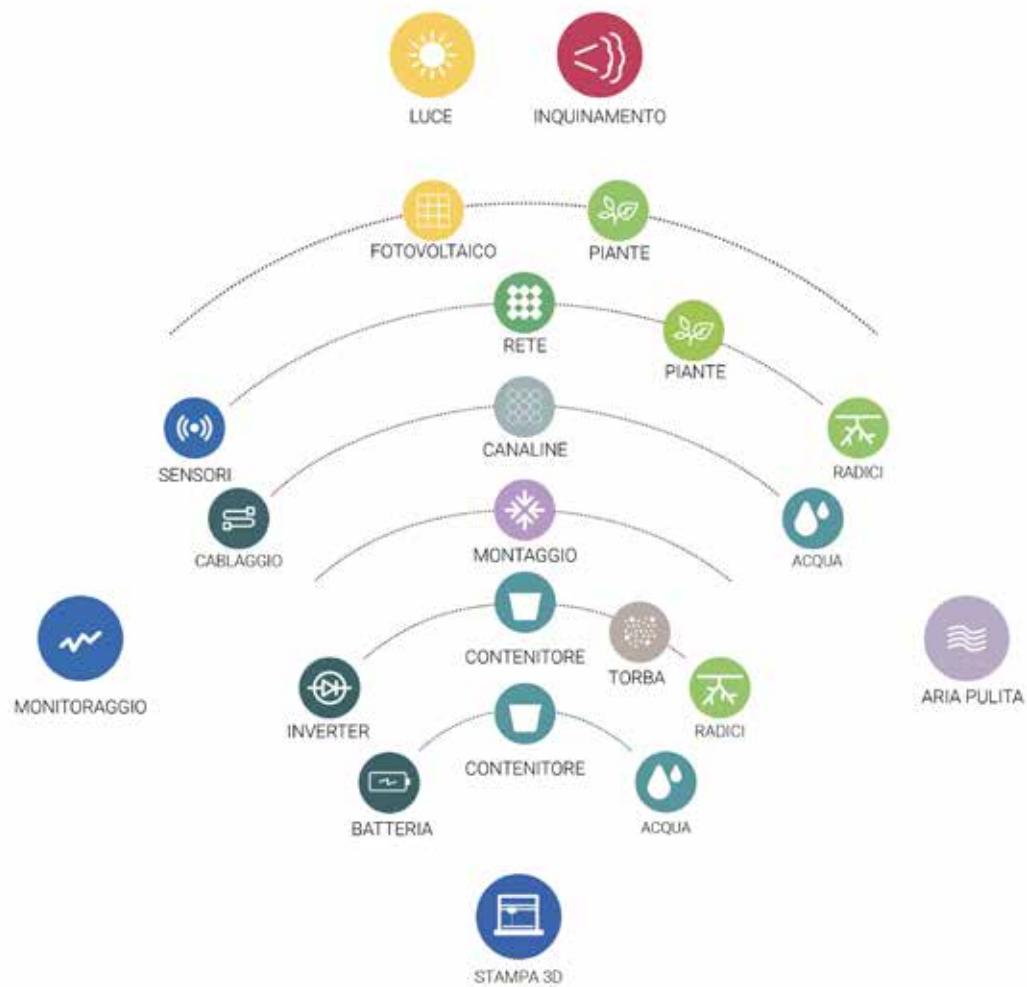 LUCE
INQUINAMENTO
FOTOVOLTAICO
PIANTE
RETE
PIANTE
SENSORI
CANALINE
RADICI
CABLAGGIO
MONTAGGIO
ACQUA
MONITORAGGIO
CONTENITORE
TORBA
ARIA PULITA
INVERTER
RADICI
CONTENITORE
BATTERIA
ACQUA
STAMPA 3D